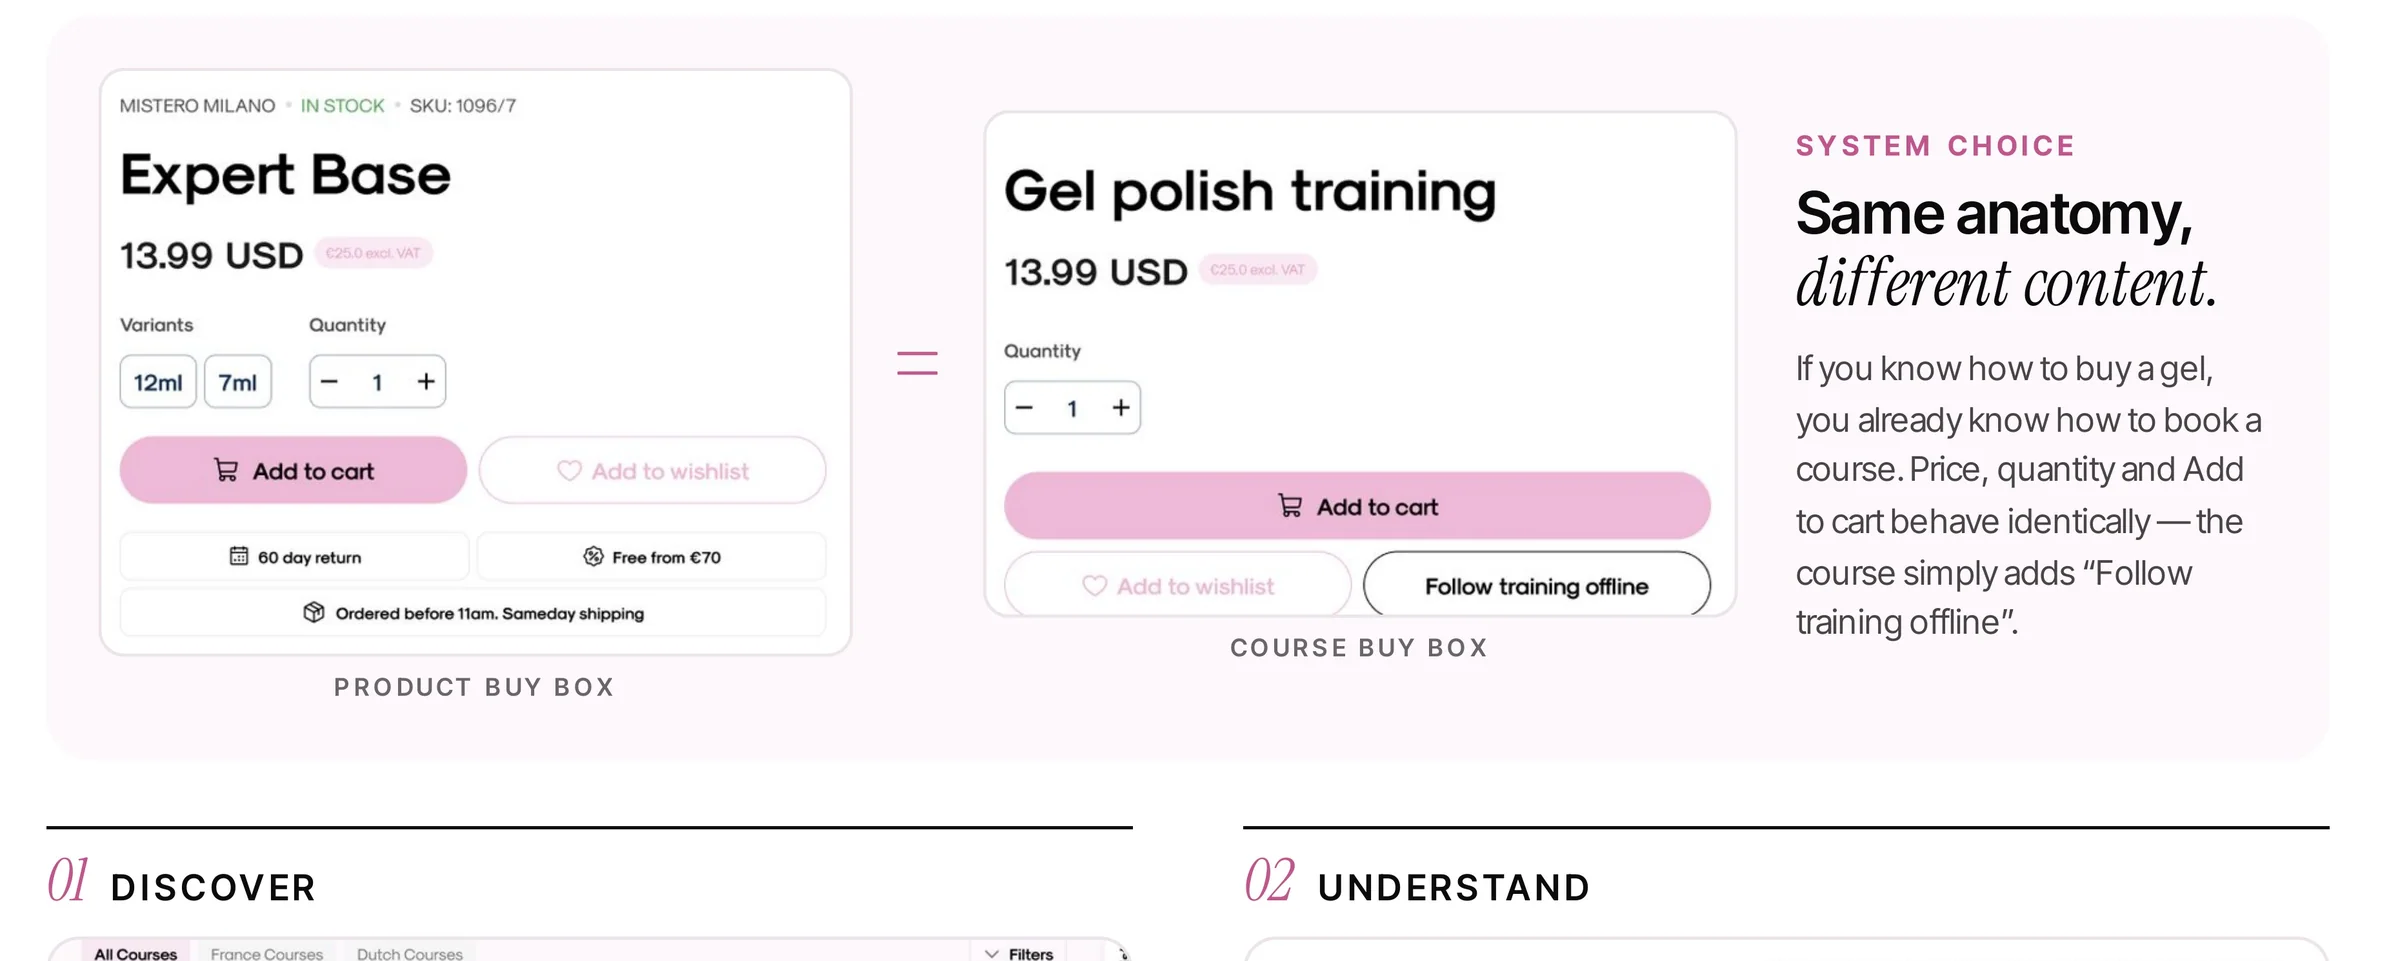 MISTERO MILANO • IN STOCK • SKU: 1096/7
Expert Base
13.99 USD €25.0 excl. VAT
Variants Quantity
12ml 7ml − 1 +
Add to cart Add to wishlist
60 day return Free from €70
Ordered before 11am. Sameday shipping
PRODUCT BUY BOX
=
Gel polish training
13.99 USD €25.0 excl. VAT
Quantity
− 1 +
Add to cart
Add to wishlist Follow training offline
COURSE BUY BOX
SYSTEM CHOICE
Same anatomy,
different content.
If you know how to buy a gel,
you already know how to book a
course. Price, quantity and Add
to cart behave identically — the
course simply adds “Follow
training offline”.
01 DISCOVER
All Courses France Courses Dutch Courses Filters
02 UNDERSTAND